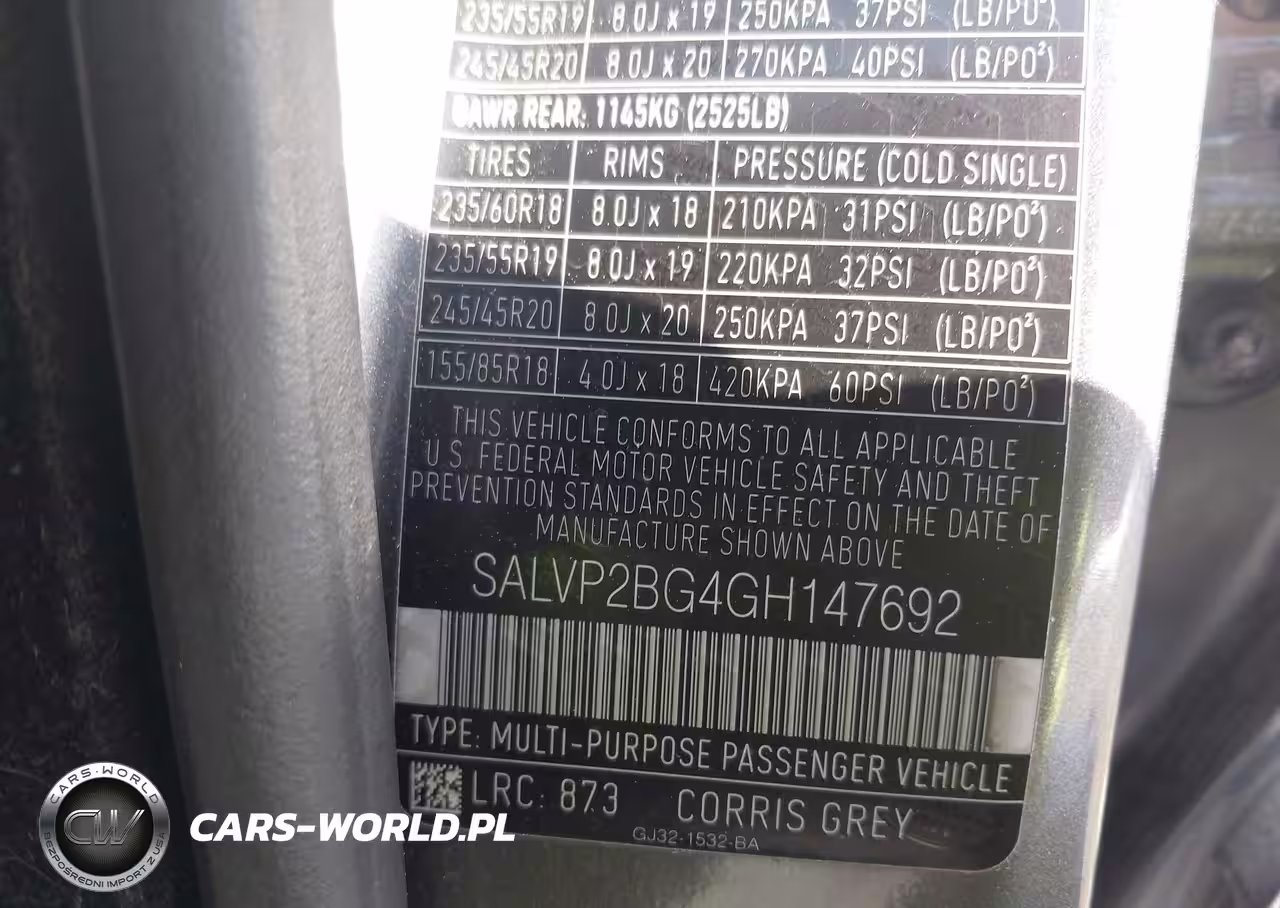 235/55R19 8.0J x 19 250KPA 37PSI (LB/PO²)
245/45R20 8.0J x 20 270KPA 40PSI (LB/PO²)
GAWR REAR: 1145KG (2525LB)
TIRES RIMS PRESSURE (COLD SINGLE)
235/60R18 8.0J x 18 210KPA 31PSI (LB/PO²)
235/55R19 8.0J x 19 220KPA 32PSI (LB/PO²)
245/45R20 8.0J x 20 250KPA 37PSI (LB/PO²)
155/85R18 4.0J x 18 420KPA 60PSI (LB/PO²)
THIS VEHICLE CONFORMS TO ALL APPLICABLE
U.S. FEDERAL MOTOR VEHICLE SAFETY AND THEFT
PREVENTION STANDARDS IN EFFECT ON THE DATE OF
MANUFACTURE SHOWN ABOVE
SALVP2BG4GH147692
TYPE: MULTI-PURPOSE PASSENGER VEHICLE
LRC: 873 CORRIS GREY
GJ32-1532-BA
CARS-WORLD
CW
BEZPOŚREDNI IMPORT Z USA
CARS-WORLD.PL